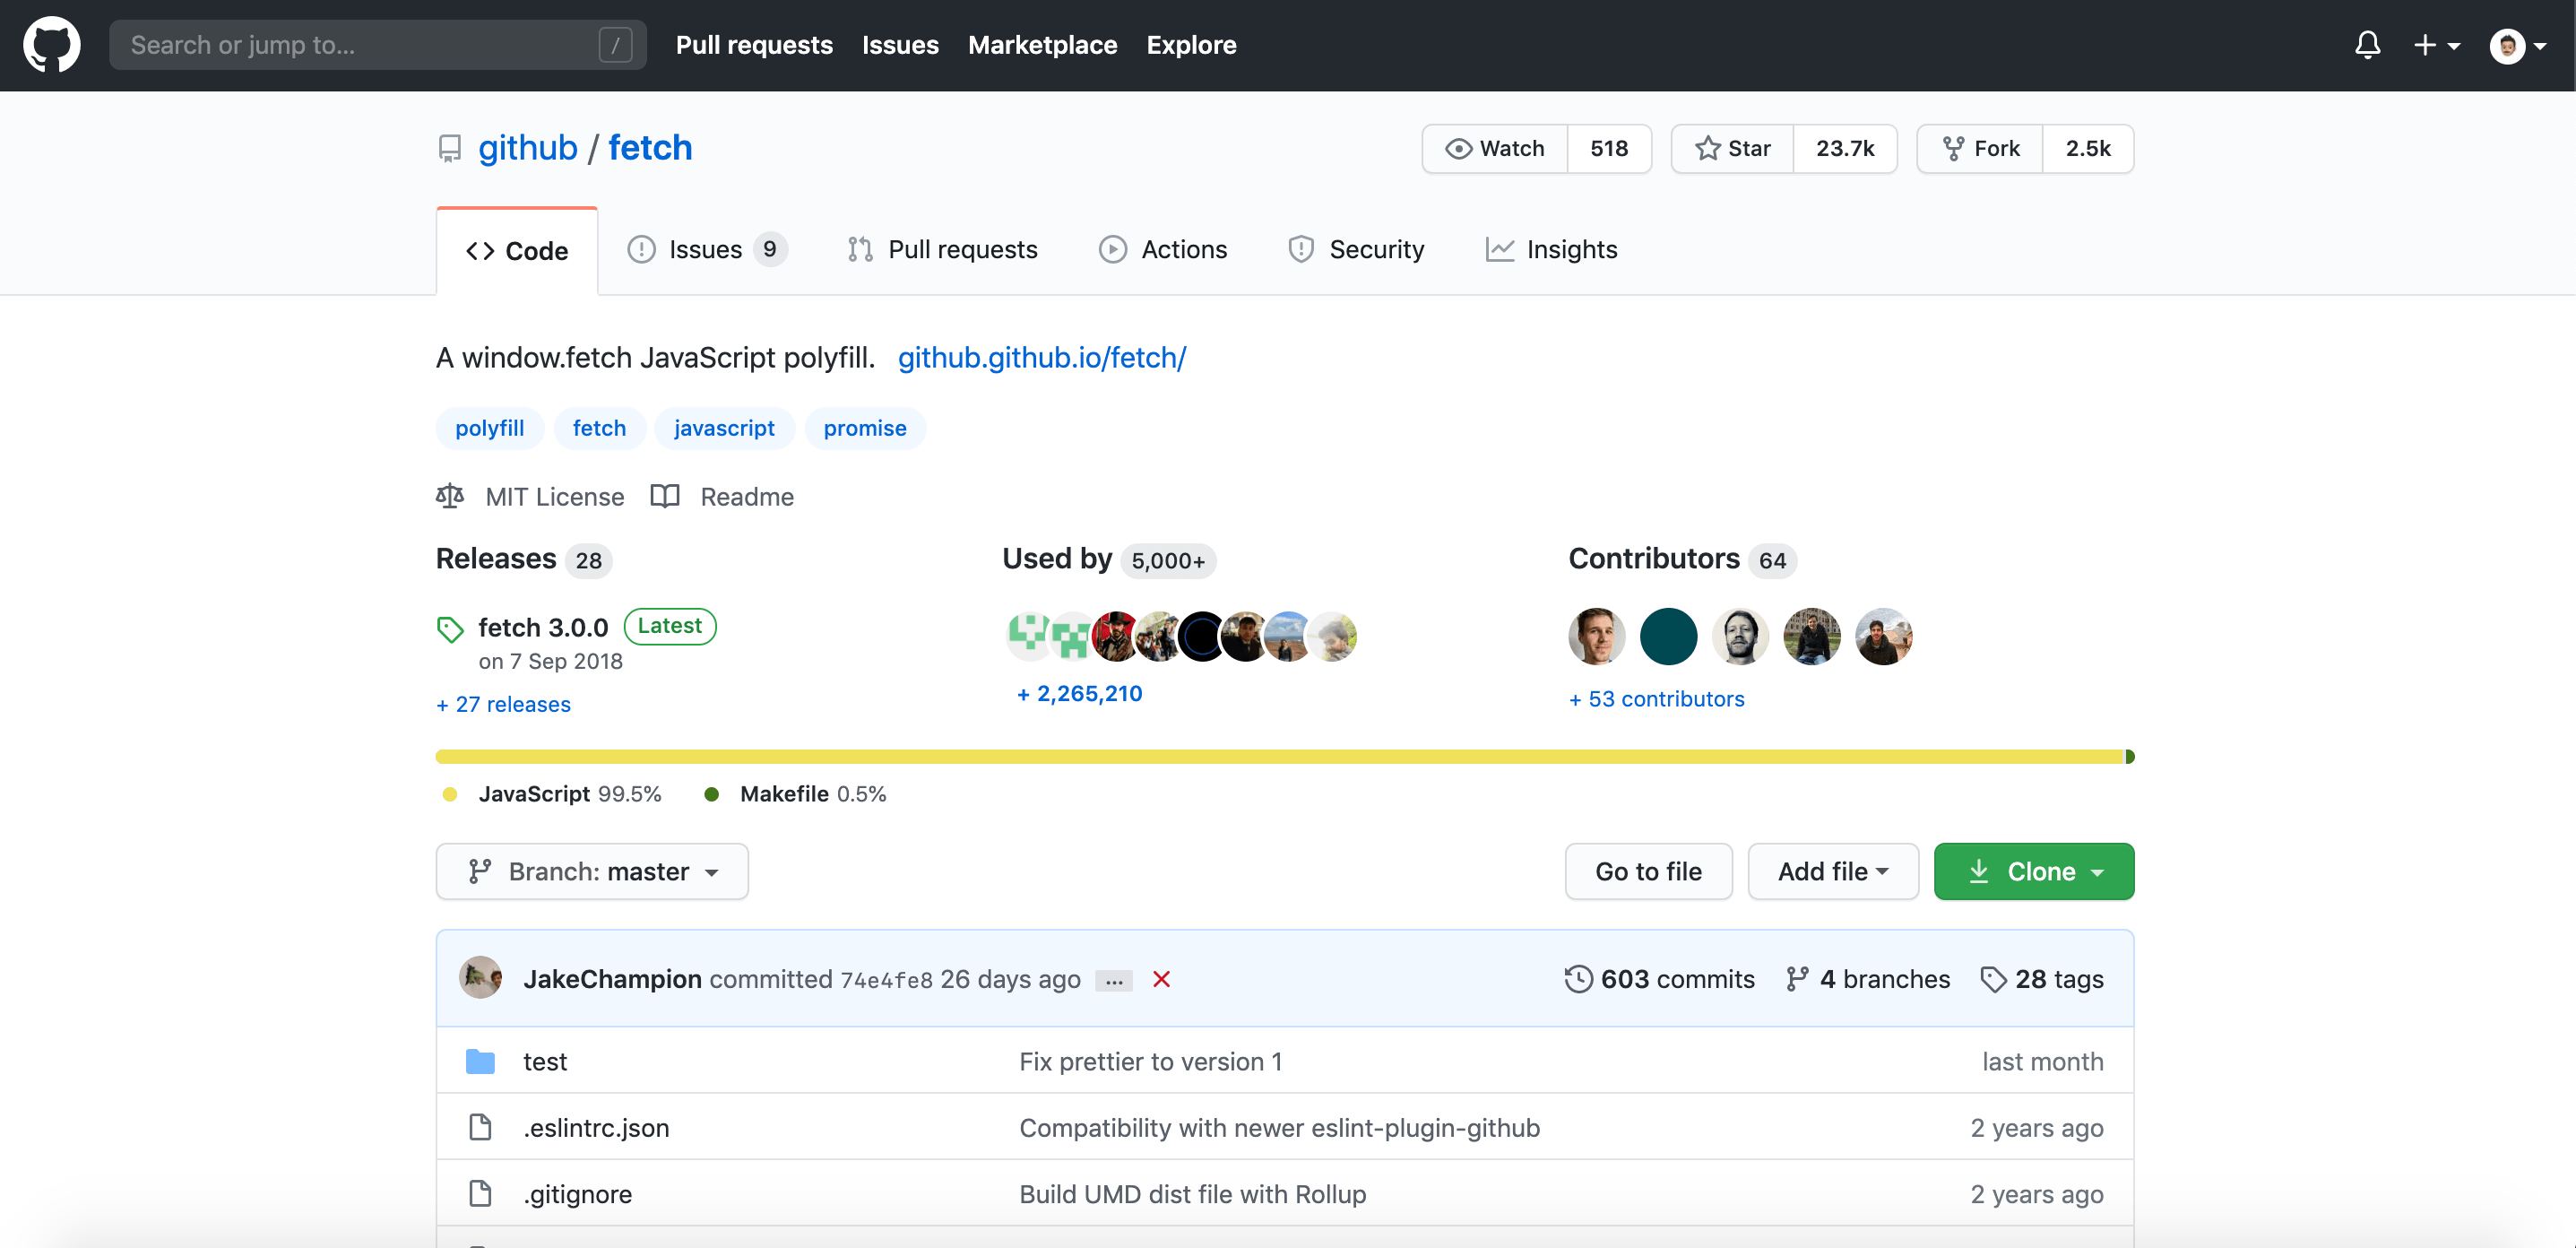 Search or jump to... /
Pull requests Issues Marketplace Explore
github / fetch
Watch 518
Star 23.7k
Fork 2.5k
Code
Issues 9
Pull requests
Actions
Security
Insights
A window.fetch JavaScript polyfill. github.github.io/fetch/
polyfill fetch javascript promise
MIT License Readme
Releases 28
fetch 3.0.0 Latest
on 7 Sep 2018
+ 27 releases
Used by 5,000+
+ 2,265,210
Contributors 64
+ 53 contributors
JavaScript 99.5% Makefile 0.5%
Branch: master
Go to file
Add file
Clone
JakeChampion committed 74e4fe8 26 days ago ...
603 commits 4 branches 28 tags
test Fix prettier to version 1 last month
.eslintrc.json Compatibility with newer eslint-plugin-github 2 years ago
.gitignore Build UMD dist file with Rollup 2 years ago